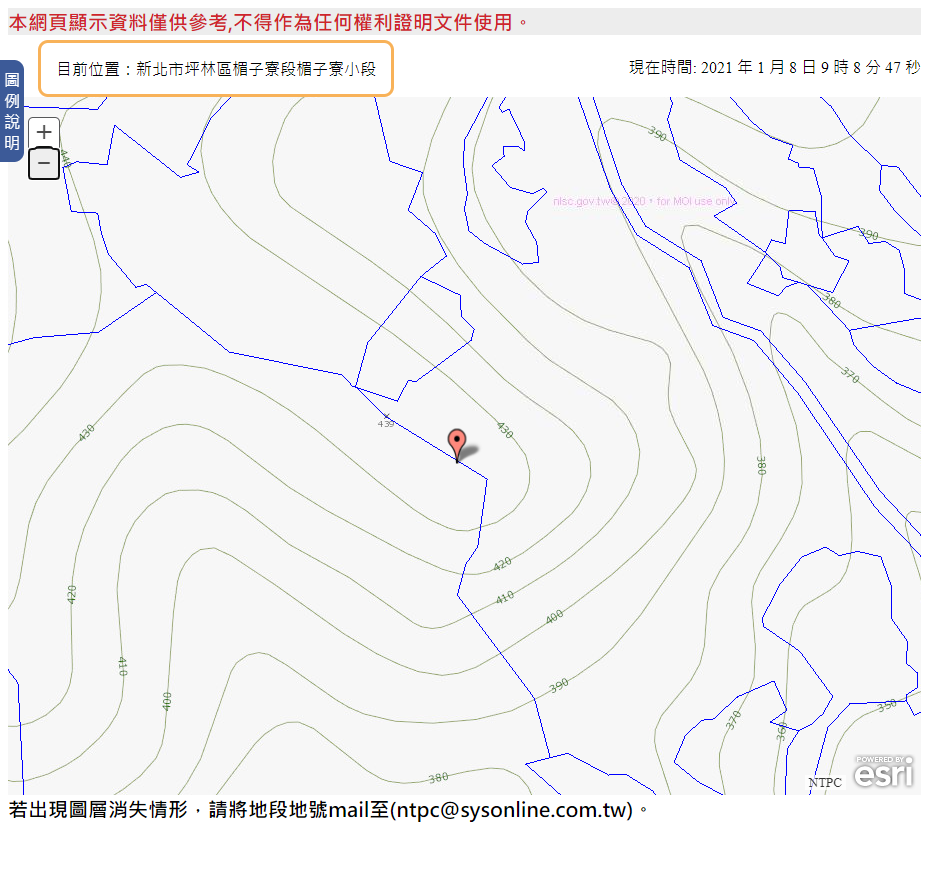 本網頁顯示資料僅供參考,不得作為任何權利證明文件使用。
目前位置：新北市坪林區楣子寮段楣子寮小段
現在時間: 2021 年 1 月 8 日 9 時 8 分 47 秒
圖例說明
+
−
440
390
nlsc.gov.tw© 2020，for MOI use only
390
380
370
439
430
430
380
420
420
410
400
410
400
390
350
370
360
380
POWERED BY
esri
NTPC
若出現圖層消失情形，請將地段地號mail至(ntpc@sysonline.com.tw)。